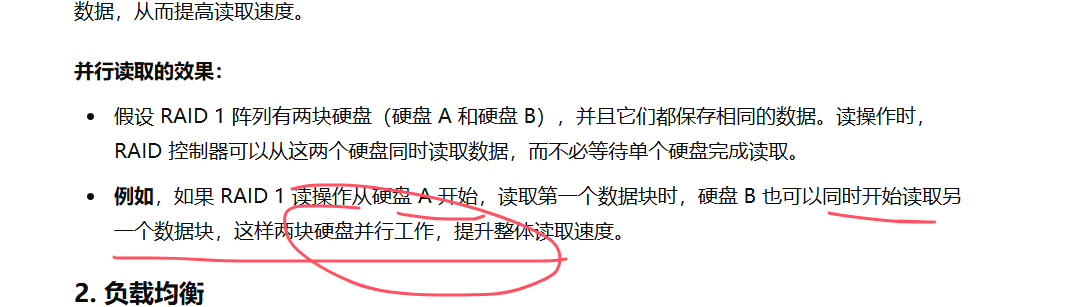 数据，从而提高读取速度。
并行读取的效果：
假设 RAID 1 阵列有两块硬盘（硬盘 A 和硬盘 B），并且它们都保存相同的数据。读操作时，
RAID 控制器可以从这两个硬盘同时读取数据，而不必等待单个硬盘完成读取。
例如，如果 RAID 1 读操作从硬盘 A 开始，读取第一个数据块时，硬盘 B 也可以同时开始读取另
一个数据块，这样两块硬盘并行工作，提升整体读取速度。
2. 负载均衡